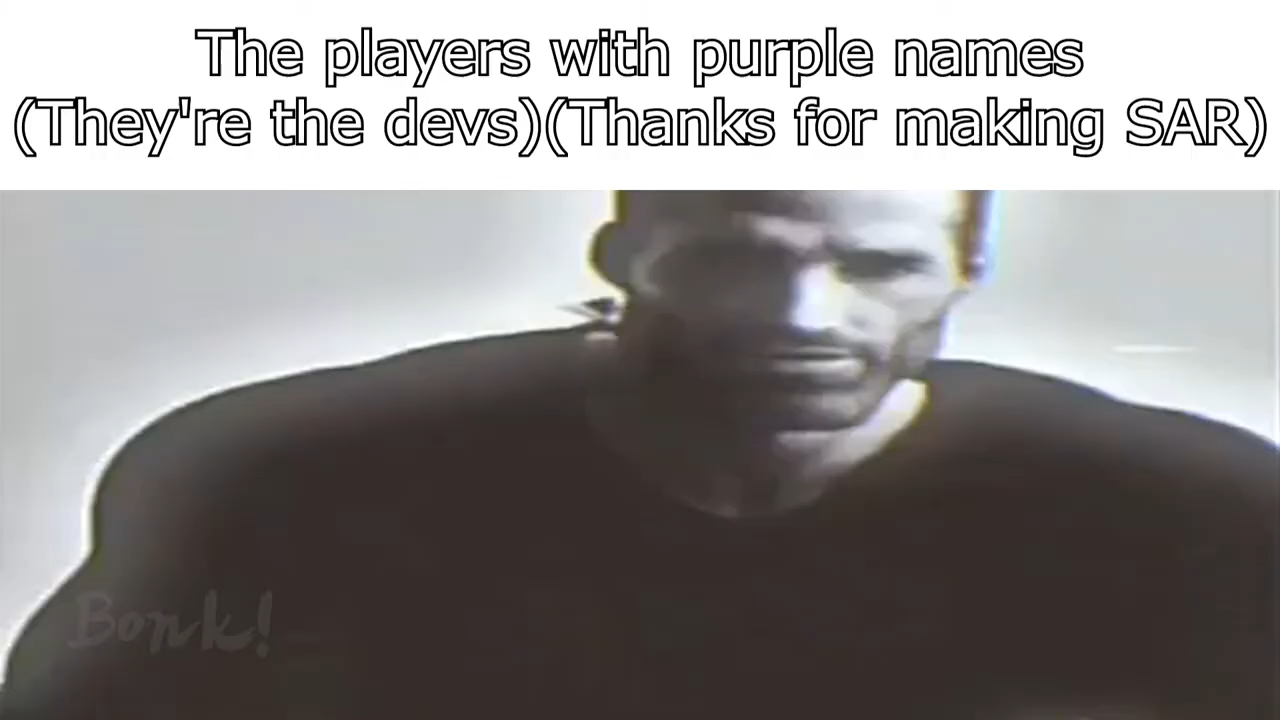 The players with purple names
(They're the devs)(Thanks for making SAR)
Bonk!